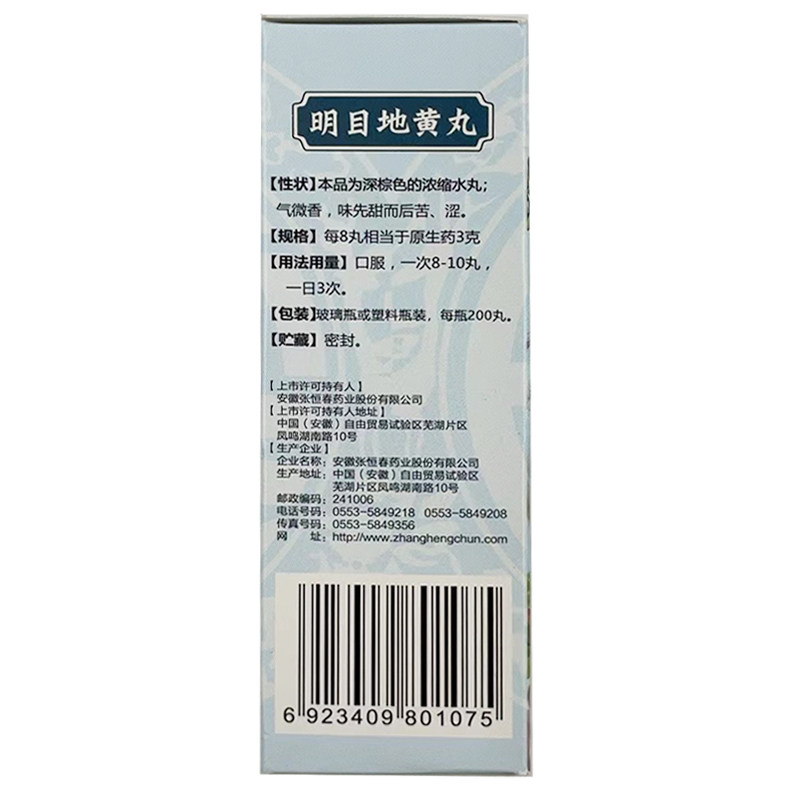 明目地黄丸
【性状】本品为深棕色的浓缩水丸；
气微香，味先甜而后苦、涩。
【规格】每8丸相当于原生药3克
【用法用量】口服，一次8-10丸，
一日3次。
【包装】玻璃瓶或塑料瓶装，每瓶200丸。
【贮藏】密封。
【上市许可持有人】
安徽张恒春药业股份有限公司
【上市许可持有人地址】
中国（安徽）自由贸易试验区芜湖片区
凤鸣湖南路10号
【生产企业】
企业名称：安徽张恒春药业股份有限公司
生产地址：中国（安徽）自由贸易试验区
芜湖片区凤鸣湖南路10号
邮政编码：241006
电话号码：0553-5849218 0553-5849208
传真号码：0553-5849356
网 址：http://www.zhanghengchun.com
6 923409 801075